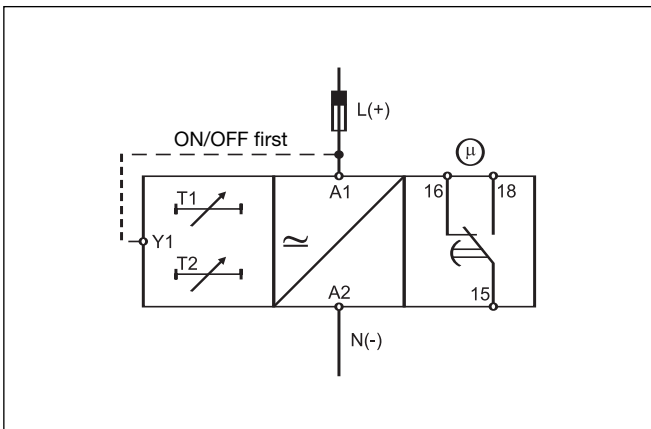 L(+)
ON/OFF first
μ
T1
A1
16
18
Y1
≅
T2
A2
15
N(-)